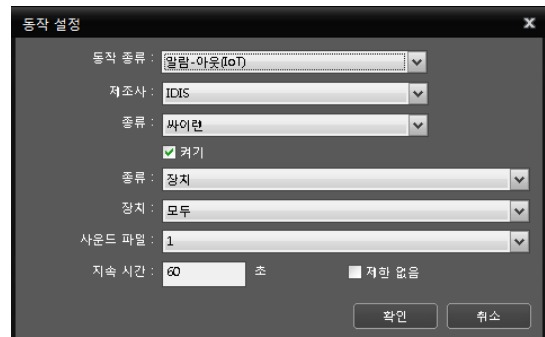 동작 설정
동작 종류 : 알람-아웃(IoT)
제조사 : IDIS
종류 : 싸이렌
켜기
종류 : 장치
장치 : 모두
사운드 파일 : 1
지속 시간 : 60 초 제한 없음
확인 취소